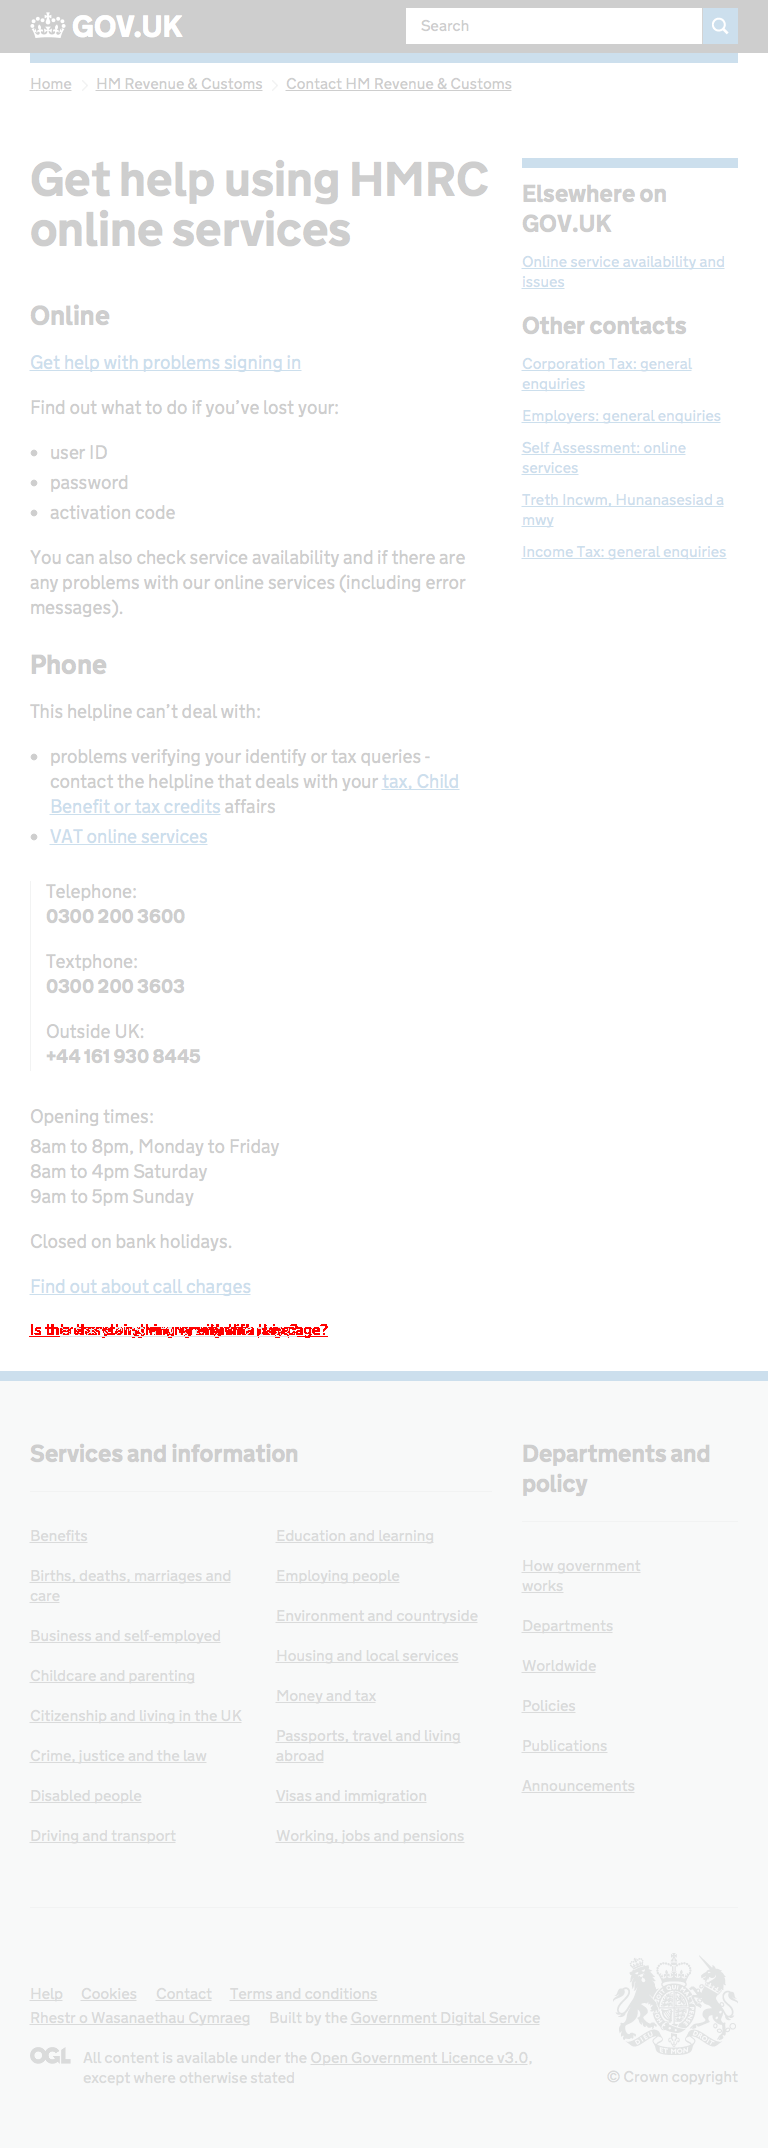 GOV.UK
Search
Home
HM Revenue & Customs
Contact HM Revenue & Customs
Get help using HMRC
online services
Online
Get help with problems signing in
Find out what to do if you've lost your:
• user ID
• password
• activation code
You can also check service availability and if there are
any problems with our online services (including error
messages).
Phone
This helpline can't deal with:
• problems verifying your identify or tax queries -
contact the helpline that deals with your tax, Child
Benefit or tax credits affairs
• VAT online services
Telephone:
0300 200 3600
Textphone:
0300 200 3603
Outside UK:
+44 161 930 8445
Opening times:
8am to 8pm, Monday to Friday
8am to 4pm Saturday
9am to 5pm Sunday
Closed on bank holidays.
Find out about call charges
Elsewhere on
GOV.UK
Online service availability and
issues
Other contacts
Corporation Tax: general
enquiries
Employers: general enquiries
Self Assessment: online
services
Treth Incwm, Hunanasesiad a
mwy
Income Tax: general enquiries
Services and information
Benefits
Births, deaths, marriages and
care
Business and self-employed
Childcare and parenting
Citizenship and living in the UK
Crime, justice and the law
Disabled people
Driving and transport
Education and learning
Employing people
Environment and countryside
Housing and local services
Money and tax
Passports, travel and living
abroad
Visas and immigration
Working, jobs and pensions
Departments and
policy
How government
works
Departments
Worldwide
Policies
Publications
Announcements
Help
Cookies
Contact
Terms and conditions
Rhestr o Wasanaethau Cymraeg
Built by the Government Digital Service
OGL
All content is available under the Open Government Licence v3.0,
except where otherwise stated
© Crown copyright